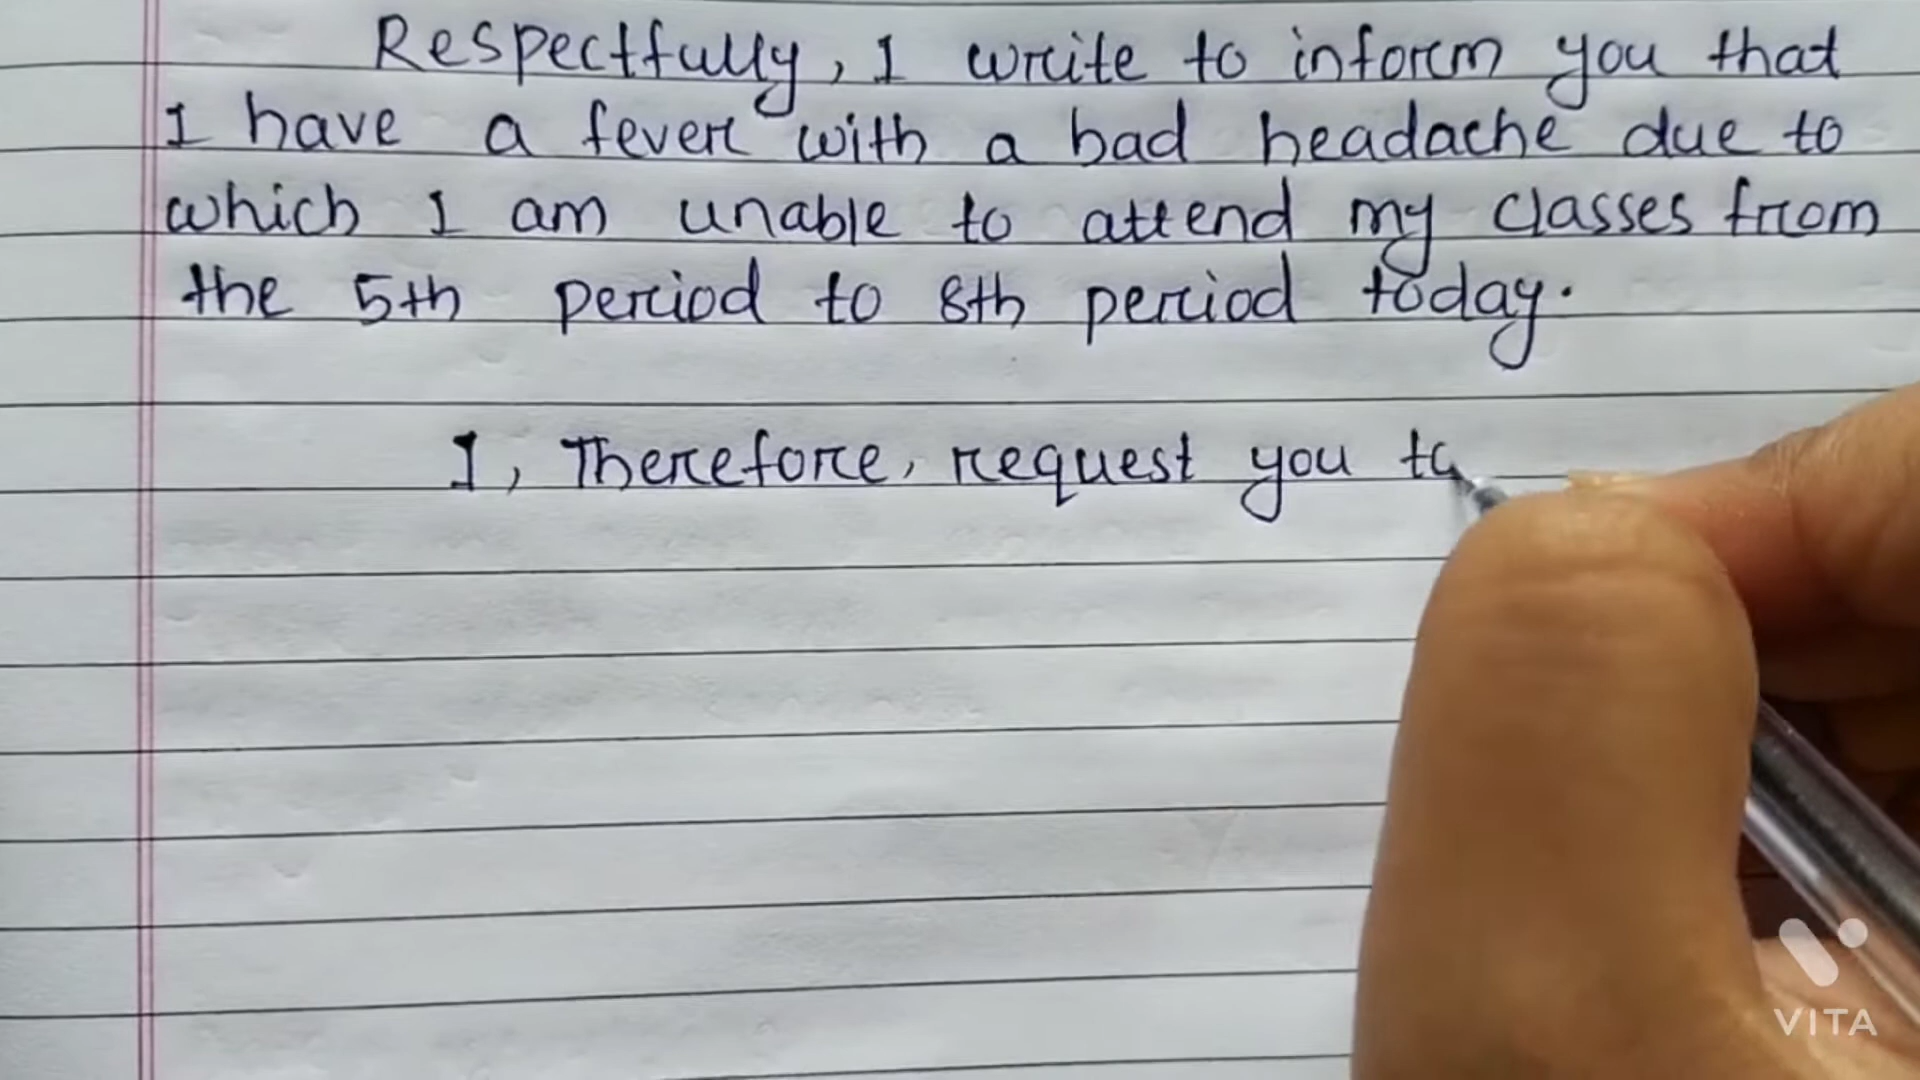 Respectfully, I write to inform you that
I have a fever with a bad headache due to
which I am unable to attend my classes from
the 5th period to 8th period today.
I, Therefore, request you to
VITA